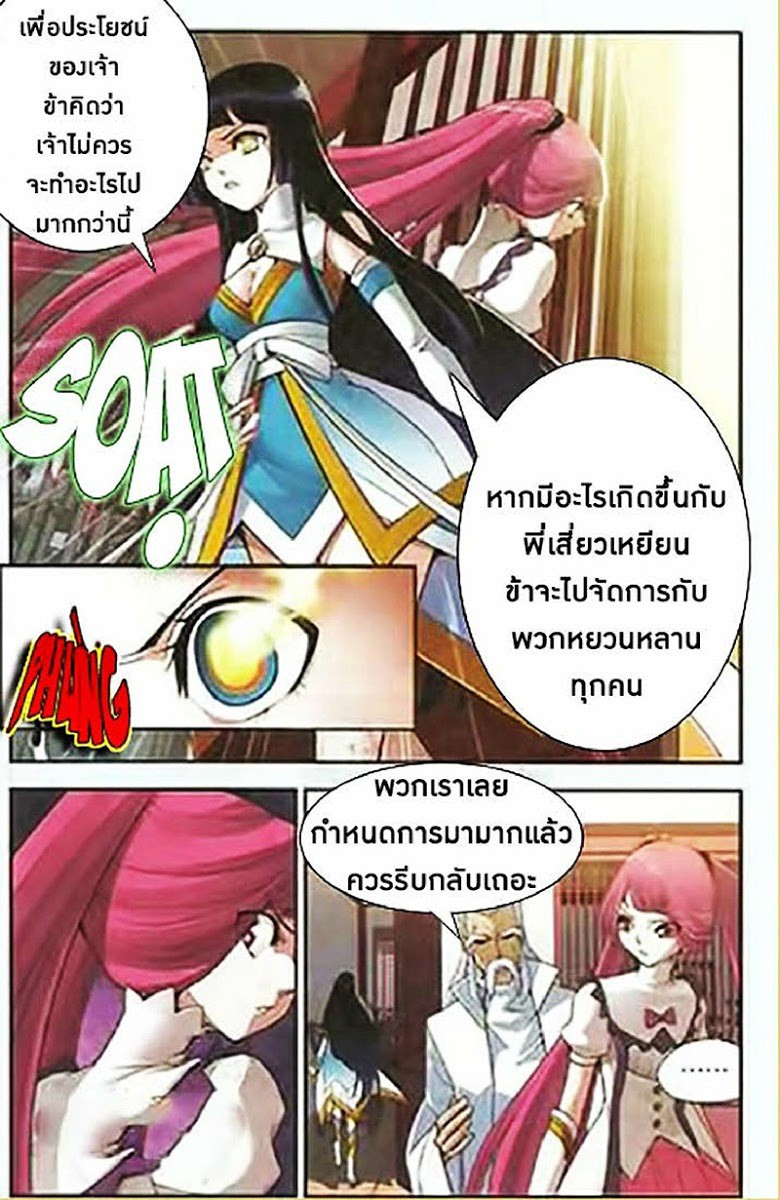 เพื่อประโยชน์
ของเจ้า
ข้าคิดว่า
เจ้าไม่ควร
จะทำอะไรไป
มากกว่านี้
SOẠT
หากมีอะไรเกิดขึ้นกับ
พี่เสี่ยวเหยียน
ข้าจะไปจัดการกับ
พวกหยวนหลาน
ทุกคน
PHÙNG
พวกเราเลย
กำหนดการมามากแล้ว
ควรรีบกลับเถอะ
......